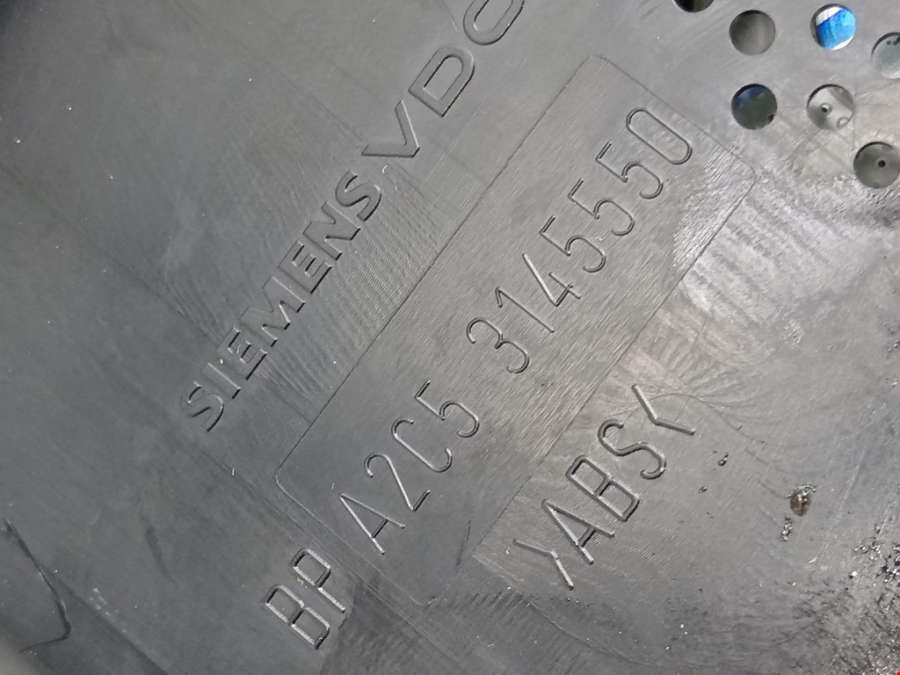 SIEMENS VDO
BP A2C5 3145550
>ABS<